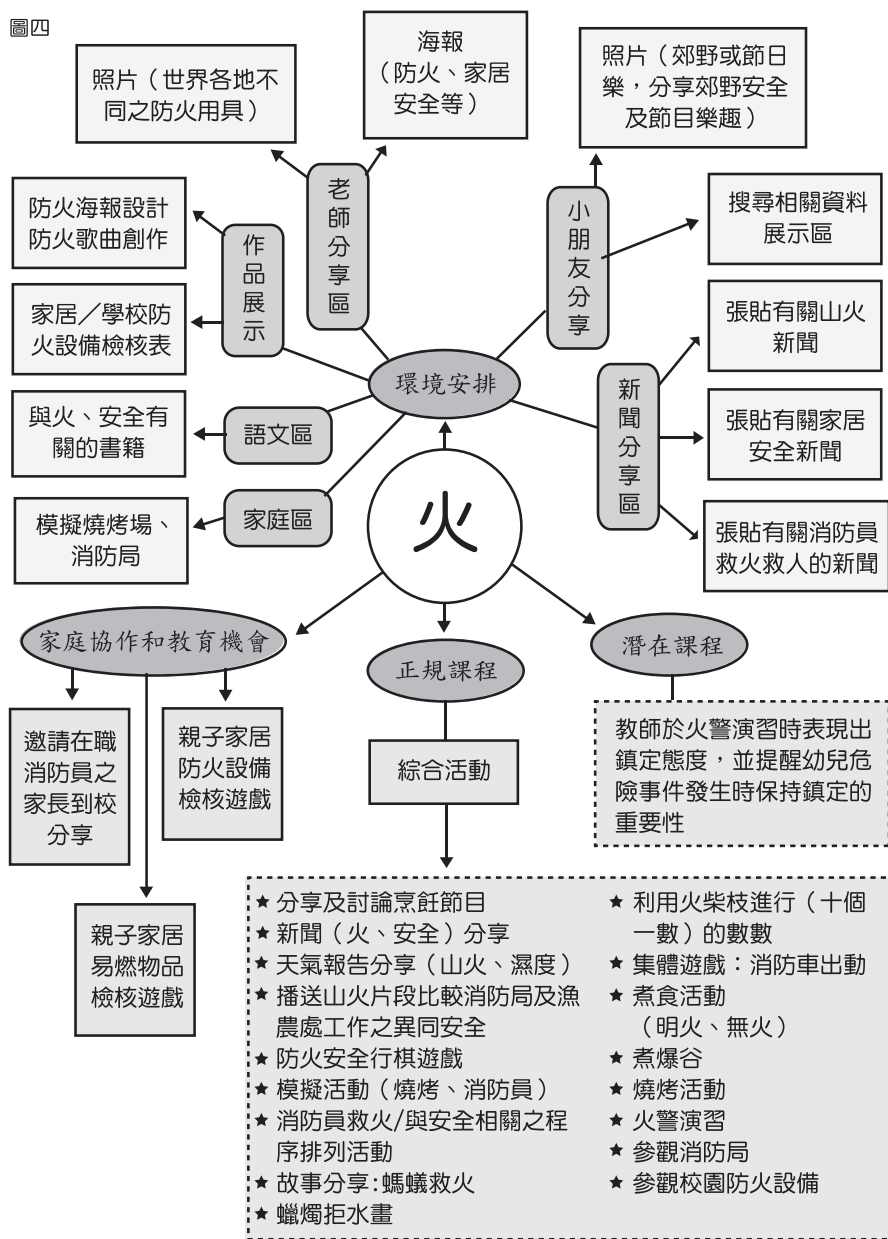 圖四
照片（世界各地不
同之防火用具）
海報
（防火、家居
安全等）
照片（郊野或節日
樂，分享郊野安全
及節目樂趣）
老師分享區
小朋友分享
防火海報設計
防火歌曲創作
作品展示
搜尋相關資料
展示區
家居／學校防
火設備檢核表
張貼有關山火
新聞
環境安排
新聞分享區
與火、安全有
關的書籍
語文區
張貼有關家居
安全新聞
模擬燒烤場、
消防局
家庭區
火
張貼有關消防員
救火救人的新聞
家庭協作和教育機會
正規課程
潛在課程
邀請在職
消防員之
家長到校
分享
親子家居
防火設備
檢核遊戲
綜合活動
教師於火警演習時表現出
鎮定態度，並提醒幼兒危
險事件發生時保持鎮定的
重要性
親子家居
易燃物品
檢核遊戲
★ 分享及討論烹飪節目
★ 新聞（火、安全）分享
★ 天氣報告分享（山火、濕度）
★ 播送山火片段比較消防局及漁
農處工作之異同安全
★ 防火安全行棋遊戲
★ 模擬活動（燒烤、消防員）
★ 消防員救火/與安全相關之程
序排列活動
★ 故事分享:螞蟻救火
★ 蠟燭拒水畫
★ 利用火柴枝進行（十個
一數）的數數
★ 集體遊戲：消防車出動
★ 煮食活動
（明火、無火）
★ 煮爆谷
★ 燒烤活動
★ 火警演習
★ 參觀消防局
★ 參觀校園防火設備